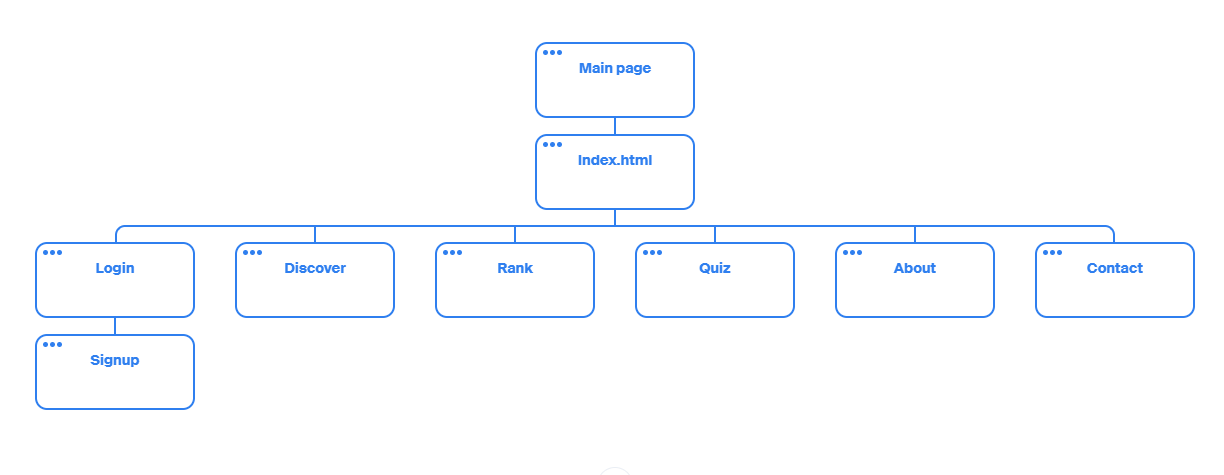 Main page
Index.html
Login
Discover
Rank
Quiz
About
Contact
Signup